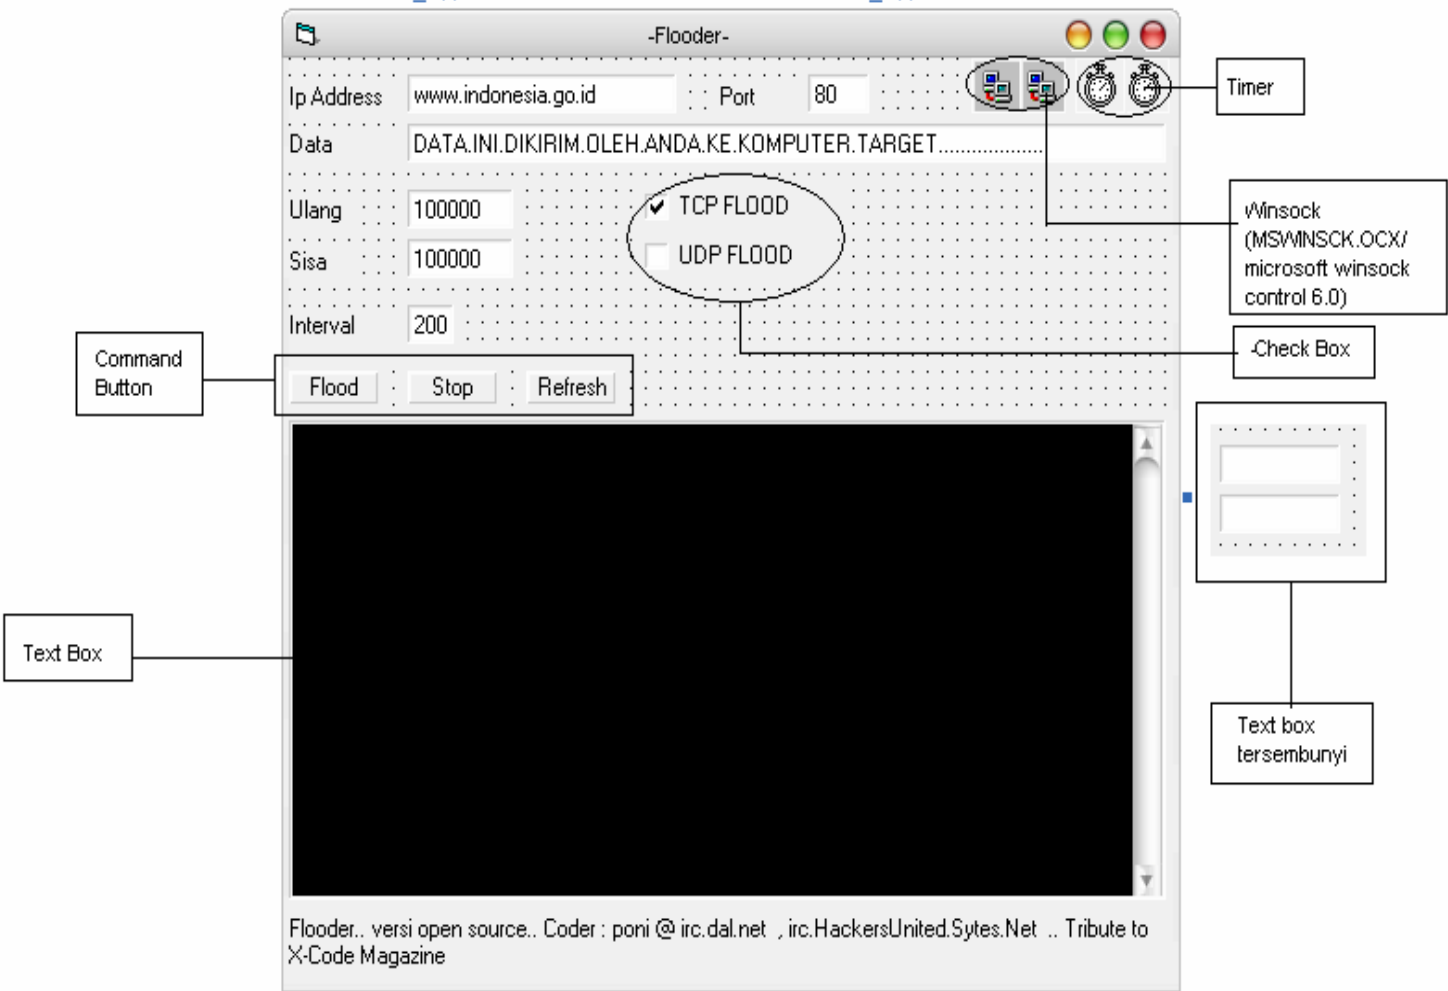 -Flooder-
Ip Address
www.indonesia.go.id
Port
80
Timer
Data
DATA.INI.DIKIRIM.OLEH.ANDA.KE.KOMPUTER.TARGET...................
Ulang
100000
TCP FLOOD
Winsock
(MSWINSCK.OCX/
microsoft winsock
control 6.0)
Sisa
100000
UDP FLOOD
Interval
200
-Check Box
Command
Button
Flood
Stop
Refresh
Text Box
Text box
tersembunyi
Flooder.. versi open source.. Coder : poni @ irc.dal.net , irc.HackersUnited.Sytes.Net .. Tribute to
X-Code Magazine